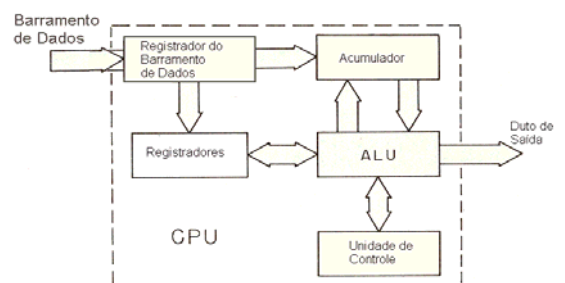 Barramento
de Dados
Registrador do
Barramento
de Dados
Acumulador
Registradores
ALU
Duto de
Saída
CPU
Unidade de
Controle